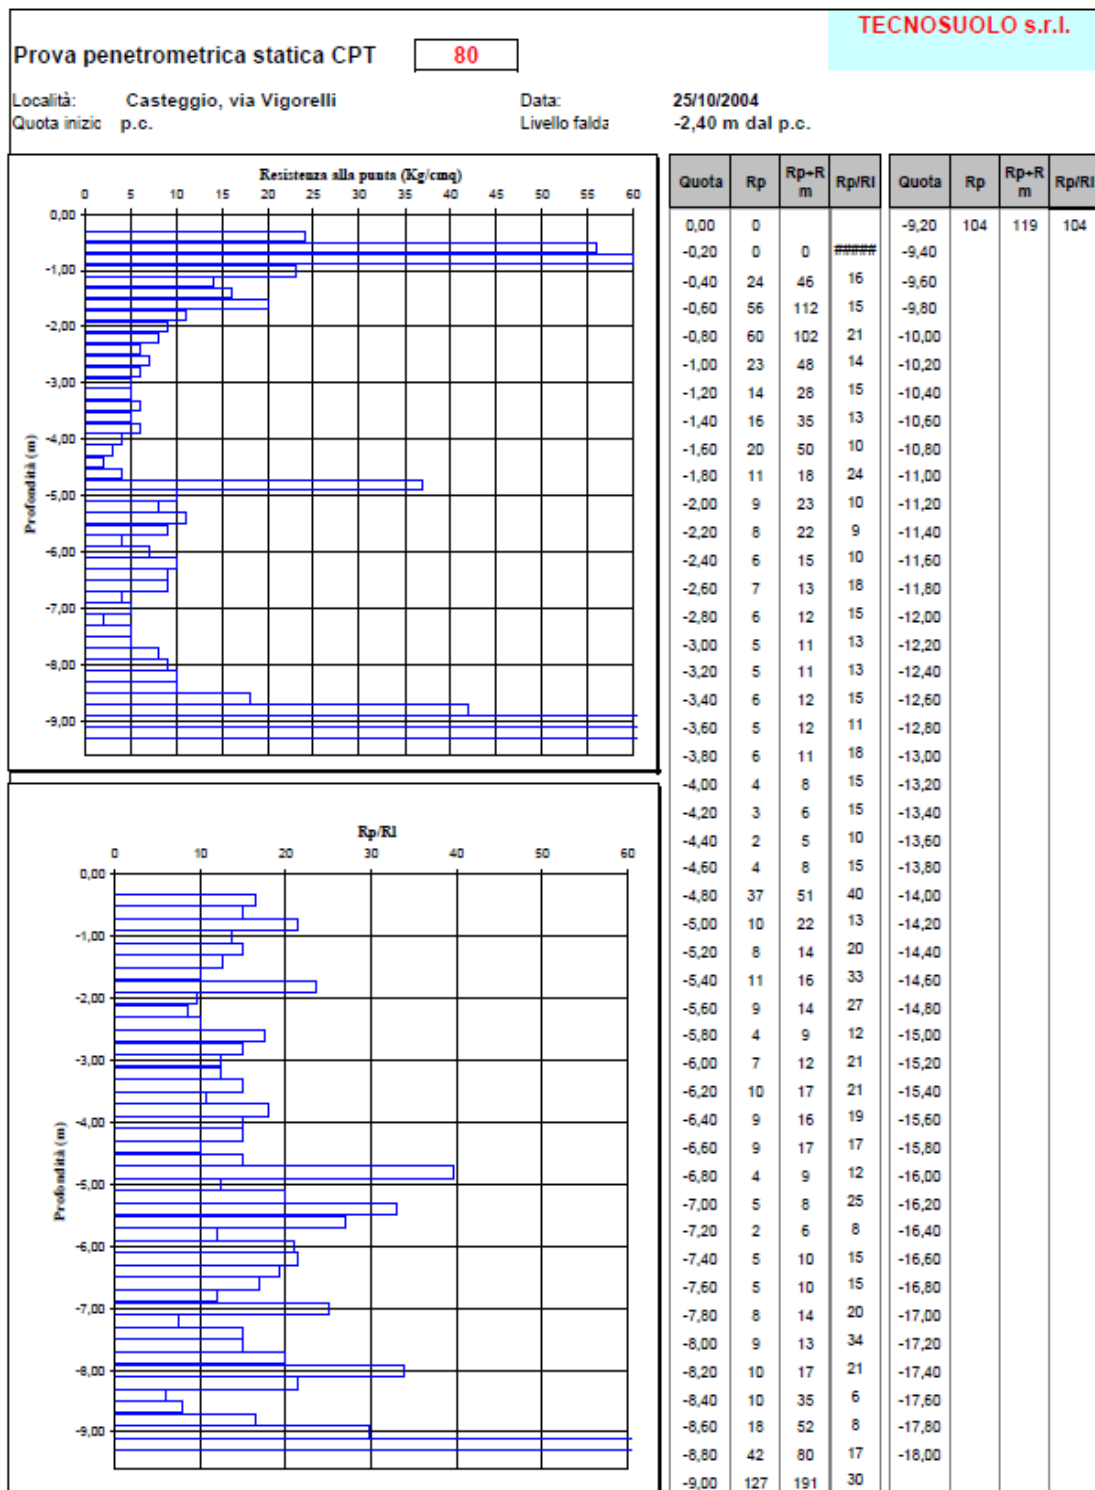 TECNOSUOLO s.r.l.
Prova penetrometrica statica CPT 80
Località: Casteggio, via Vigorelli Data: 25/10/2004
Quota inizio p.c. Livello falda -2,40 m dal p.c.
Resistenza alla punta (Kg/cmq)
0 5 10 15 20 25 30 35 40 45 50 55 60
0,00
-1,00
-2,00
-3,00
-4,00
-5,00
-6,00
-7,00
-8,00
-9,00
Profondità (m)
Rp/Rl
0 10 20 30 40 50 60
0,00
-1,00
-2,00
-3,00
-4,00
-5,00
-6,00
-7,00
-8,00
-9,00
Profondità (m)
Quota Rp Rp+R m Rp/Rl Quota Rp Rp+R m Rp/Rl
0,00 0 -9,20 104 119 104
-0,20 0 0 ##### -9,40
-0,40 24 46 16 -9,60
-0,60 56 112 15 -9,80
-0,80 60 102 21 -10,00
-1,00 23 48 14 -10,20
-1,20 14 28 15 -10,40
-1,40 16 35 13 -10,60
-1,60 20 50 10 -10,80
-1,80 11 18 24 -11,00
-2,00 9 23 10 -11,20
-2,20 8 22 9 -11,40
-2,40 6 15 10 -11,60
-2,60 7 13 18 -11,80
-2,80 6 12 15 -12,00
-3,00 5 11 13 -12,20
-3,20 5 11 13 -12,40
-3,40 6 12 15 -12,60
-3,60 5 12 11 -12,80
-3,80 6 11 18 -13,00
-4,00 4 8 15 -13,20
-4,20 3 6 15 -13,40
-4,40 2 5 10 -13,60
-4,60 4 8 15 -13,80
-4,80 37 51 40 -14,00
-5,00 10 22 13 -14,20
-5,20 8 14 20 -14,40
-5,40 11 16 33 -14,60
-5,60 9 14 27 -14,80
-5,80 4 9 12 -15,00
-6,00 7 12 21 -15,20
-6,20 10 17 21 -15,40
-6,40 9 16 19 -15,60
-6,60 9 17 17 -15,80
-6,80 4 9 12 -16,00
-7,00 5 8 25 -16,20
-7,20 2 6 8 -16,40
-7,40 5 10 15 -16,60
-7,60 5 10 15 -16,80
-7,80 8 14 20 -17,00
-8,00 9 13 34 -17,20
-8,20 10 17 21 -17,40
-8,40 10 35 6 -17,60
-8,60 18 52 8 -17,80
-8,80 42 80 17 -18,00
-9,00 127 191 30